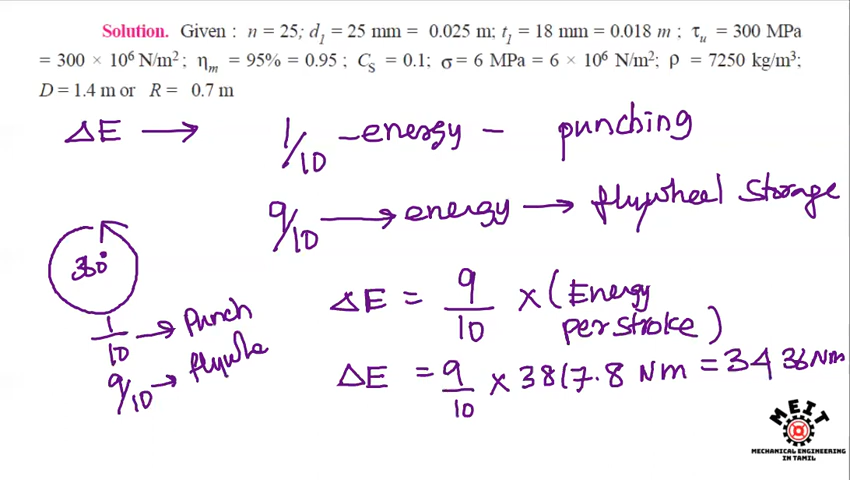 Solution. Given : n = 25; d₁ = 25 mm = 0.025 m; t₁ = 18 mm = 0.018 m ; τᵤ = 300 MPa
= 300 × 10⁶ N/m² ; ηₘ = 95% = 0.95 ; C_S = 0.1; σ = 6 MPa = 6 × 10⁶ N/m²; ρ = 7250 kg/m³;
D = 1.4 m or R = 0.7 m
ΔE → 1/10 – energy – punching
9/10 → energy → flywheel storage
360°
1/10 → Punch
9/10 → flywhe
ΔE = 9/10 × (Energy per stroke)
ΔE = 9/10 × 3817.8 Nm = 3436 Nm
MEIT
MECHANICAL ENGINEERING
IN TAMIL